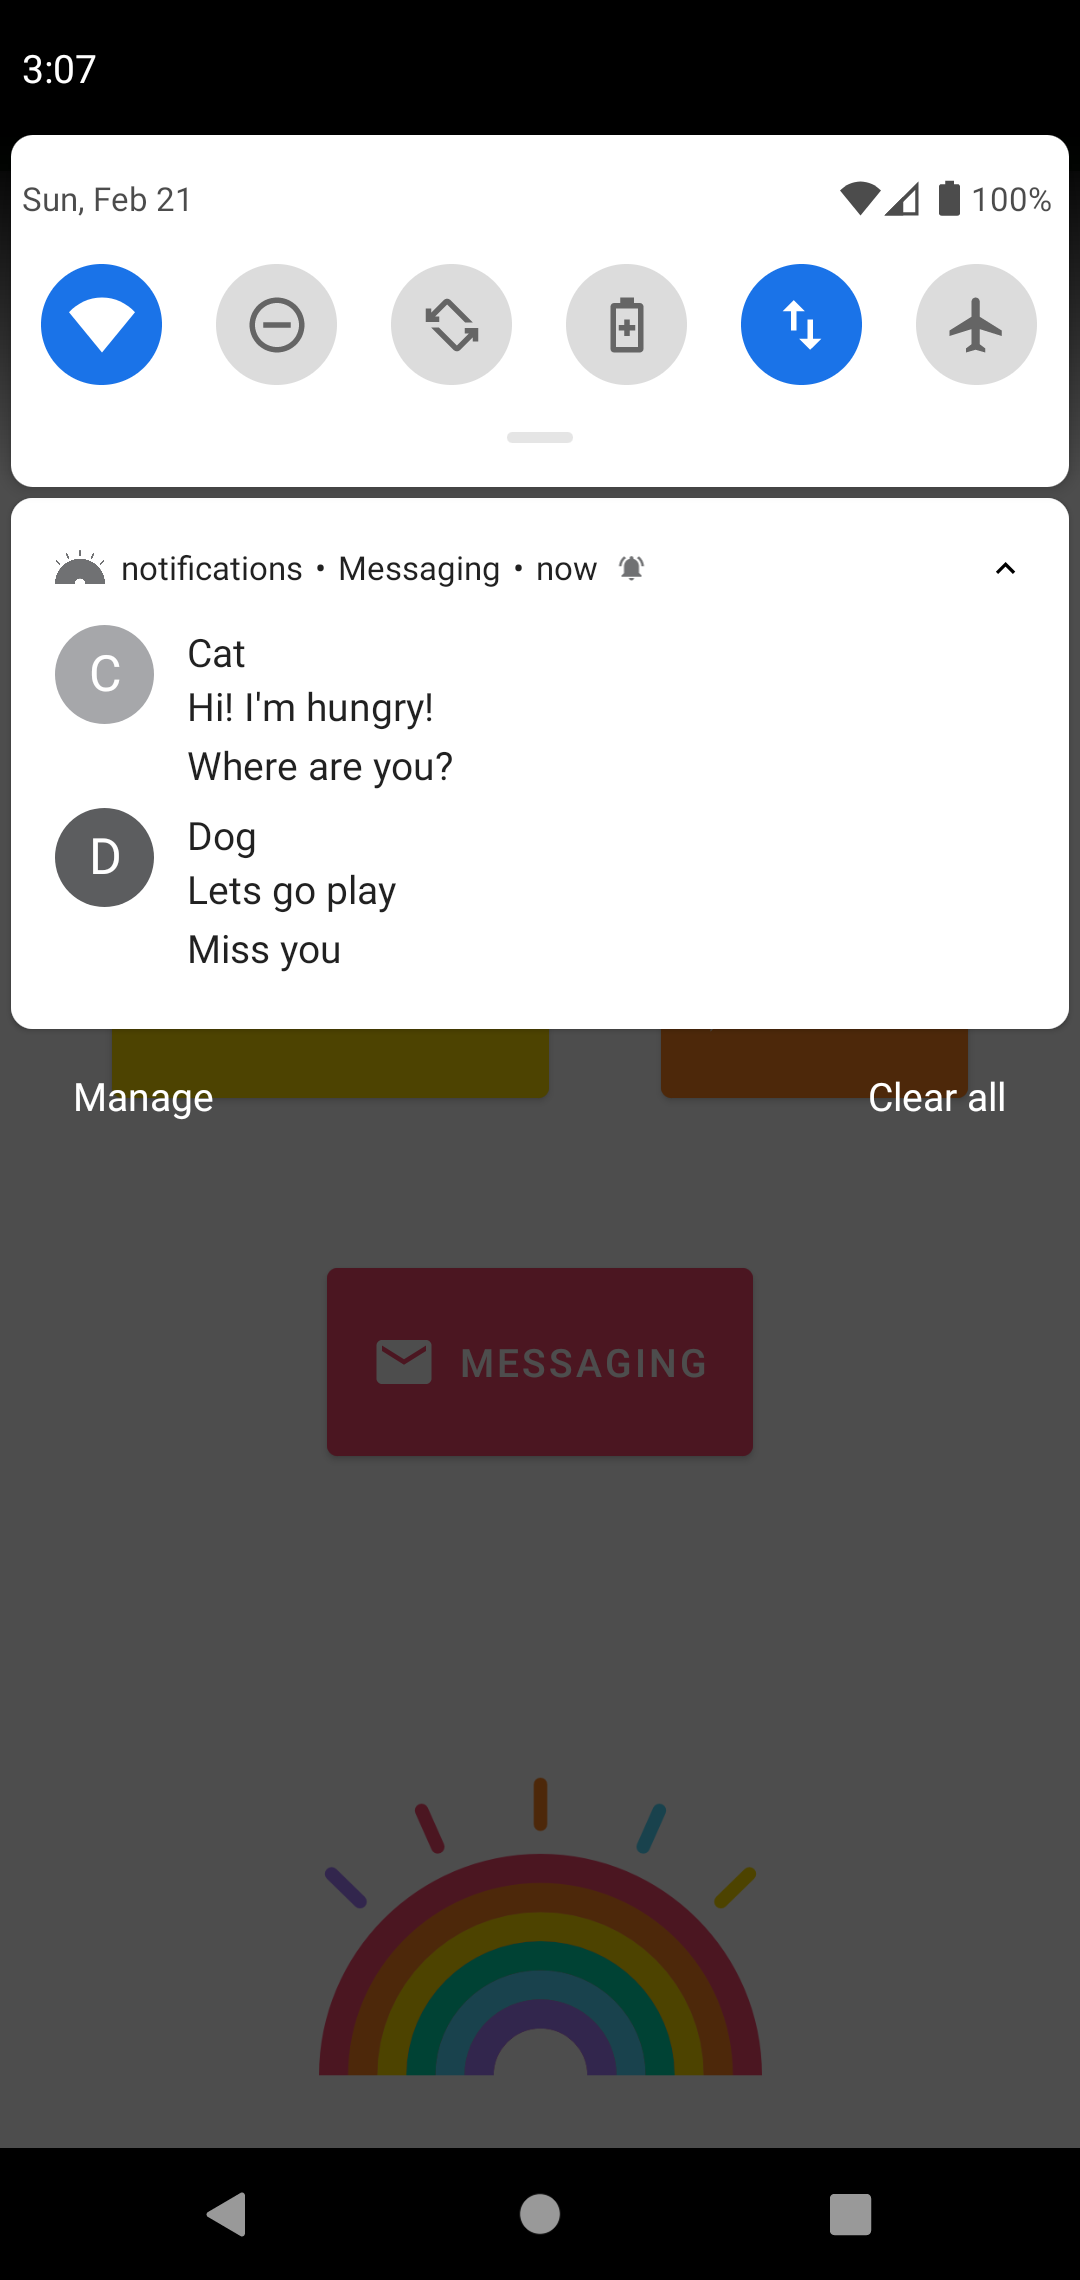 3:07
Sun, Feb 21
100%
notifications • Messaging • now
C
Cat
Hi! I'm hungry!
Where are you?
D
Dog
Lets go play
Miss you
Manage
Clear all
MESSAGING